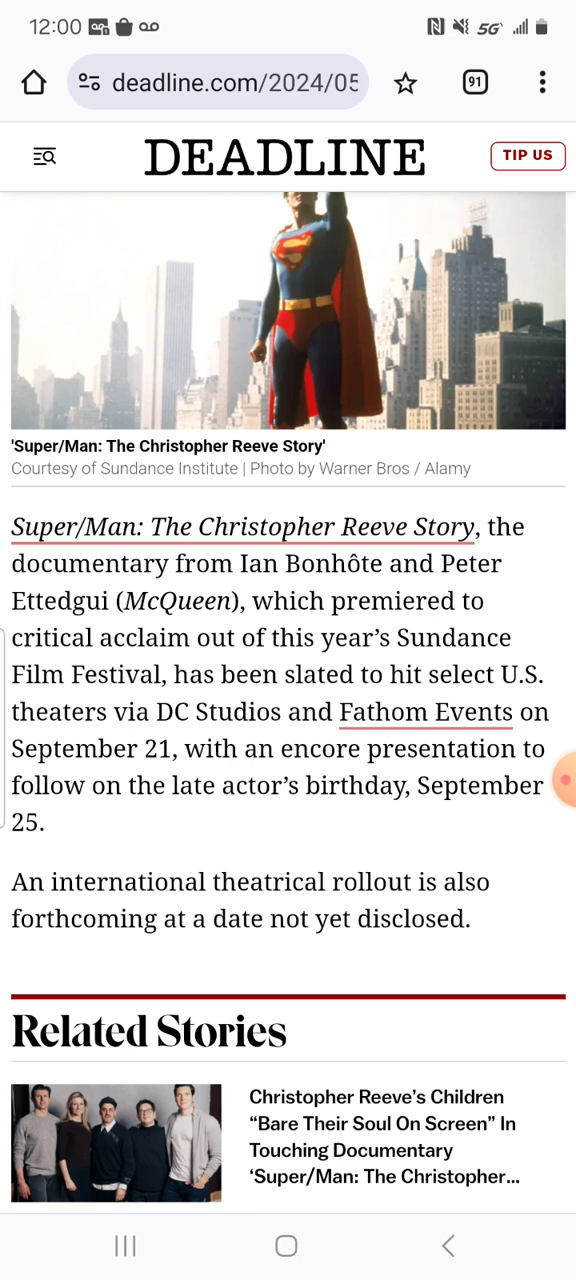 12:00
5G
deadline.com/2024/05
91
DEADLINE
TIP US
'Super/Man: The Christopher Reeve Story'
Courtesy of Sundance Institute | Photo by Warner Bros / Alamy
Super/Man: The Christopher Reeve Story, the
documentary from Ian Bonhôte and Peter
Ettedgui (McQueen), which premiered to
critical acclaim out of this year’s Sundance
Film Festival, has been slated to hit select U.S.
theaters via DC Studios and Fathom Events on
September 21, with an encore presentation to
follow on the late actor’s birthday, September
25.
An international theatrical rollout is also
forthcoming at a date not yet disclosed.
Related Stories
Christopher Reeve’s Children
“Bare Their Soul On Screen” In
Touching Documentary
‘Super/Man: The Christopher...